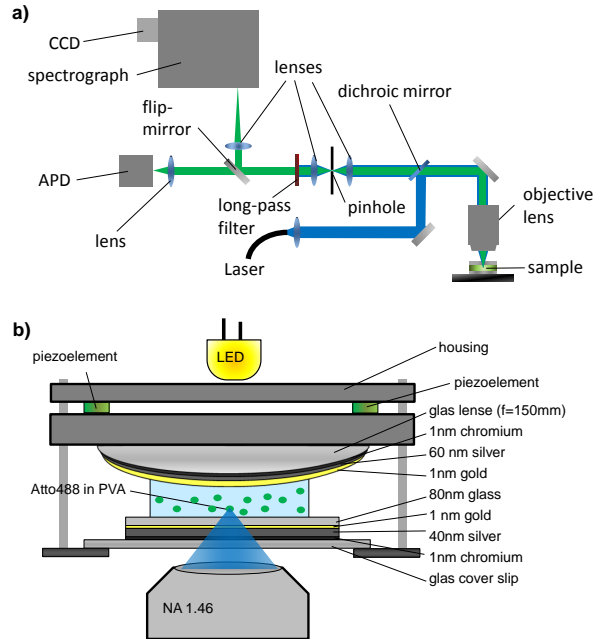 a)
CCD
spectrograph
flip-
mirror
lenses
dichroic mirror
APD
lens
long-pass
filter
pinhole
Laser
objective
lens
sample
b)
LED
piezoelement
housing
piezoelement
glas lense (f=150mm)
1nm chromium
60 nm silver
1nm gold
Atto488 in PVA
80nm glass
1 nm gold
40nm silver
1nm chromium
glas cover slip
NA 1.46